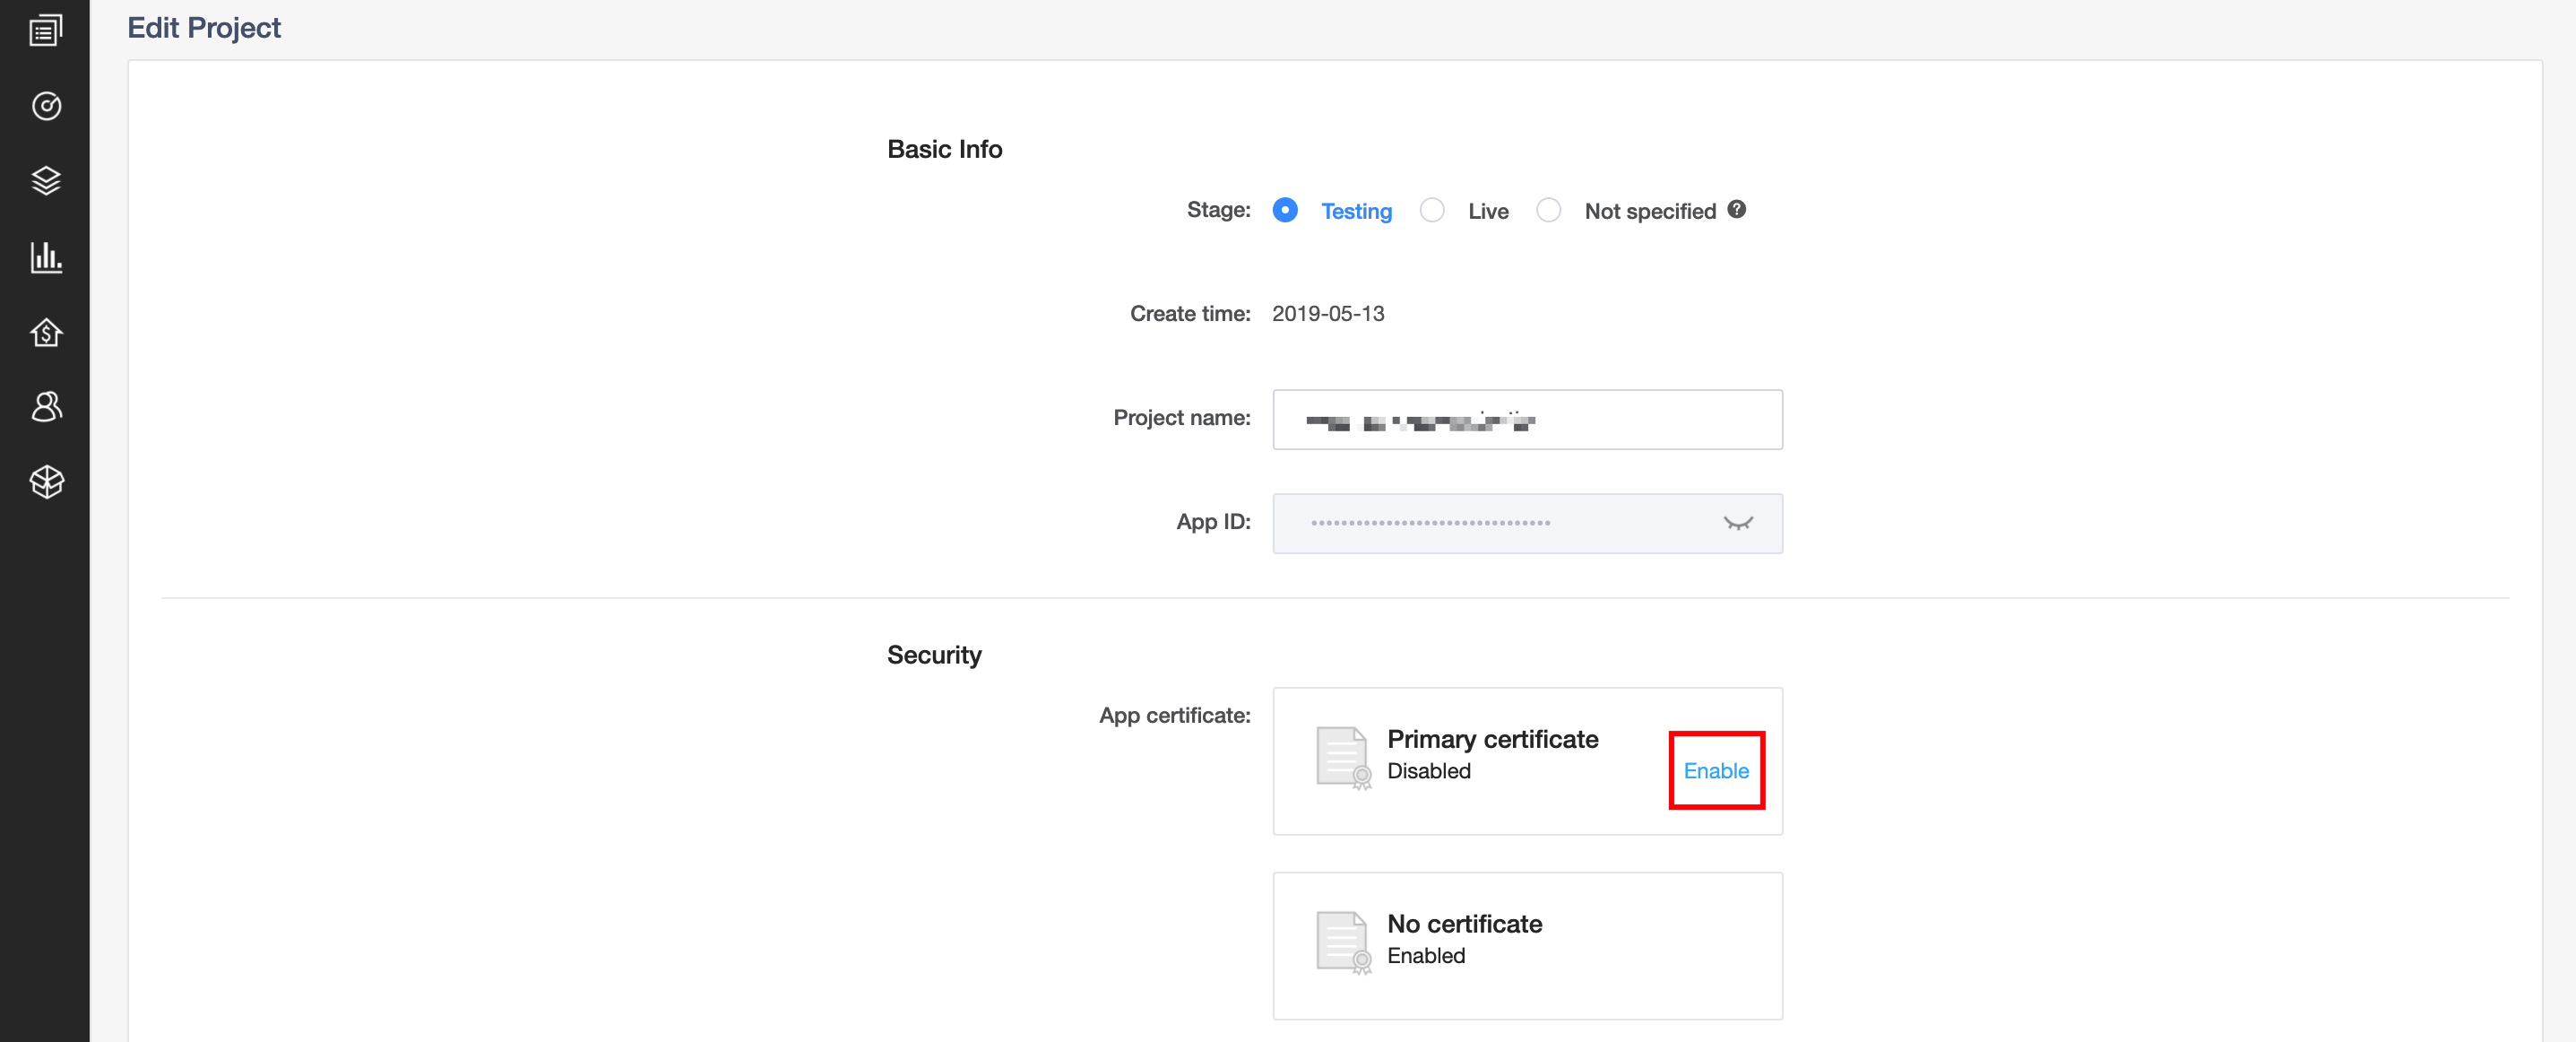 Edit Project
Basic Info
Stage: Testing Live Not specified ?
Create time: 2019-05-13
Project name:
App ID: ••••••••••••••••••••••••••••••••
Security
App certificate:
Primary certificate
Disabled
Enable
No certificate
Enabled